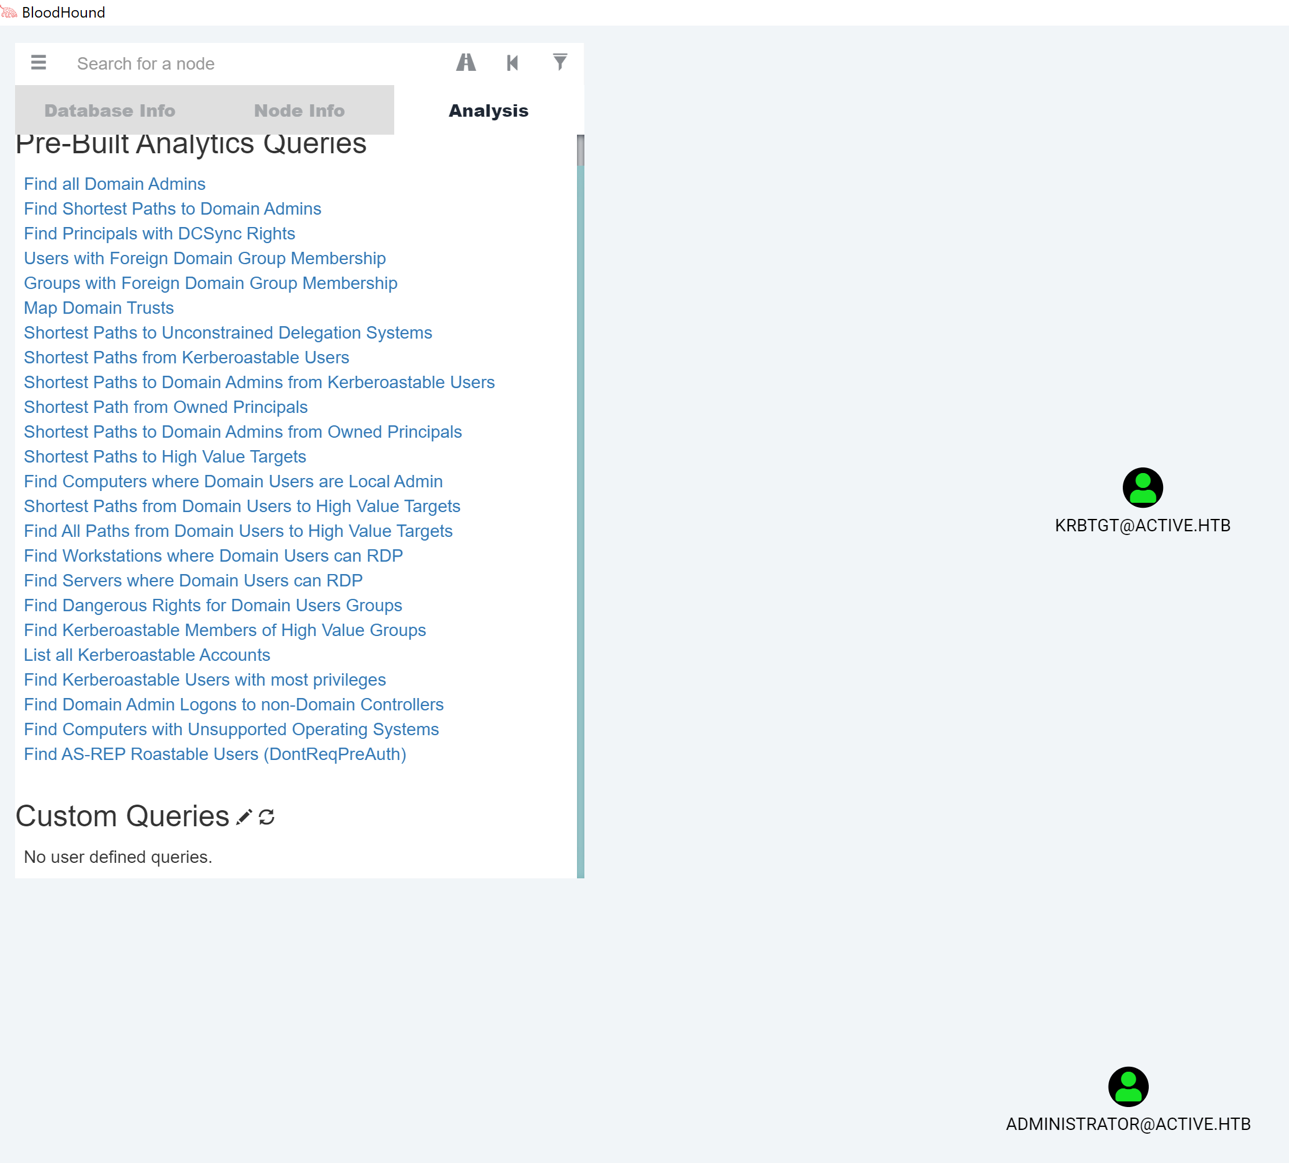 BloodHound
Search for a node
Database Info
Node Info
Analysis
Pre-Built Analytics Queries
Find all Domain Admins
Find Shortest Paths to Domain Admins
Find Principals with DCSync Rights
Users with Foreign Domain Group Membership
Groups with Foreign Domain Group Membership
Map Domain Trusts
Shortest Paths to Unconstrained Delegation Systems
Shortest Paths from Kerberoastable Users
Shortest Paths to Domain Admins from Kerberoastable Users
Shortest Path from Owned Principals
Shortest Paths to Domain Admins from Owned Principals
Shortest Paths to High Value Targets
Find Computers where Domain Users are Local Admin
Shortest Paths from Domain Users to High Value Targets
Find All Paths from Domain Users to High Value Targets
Find Workstations where Domain Users can RDP
Find Servers where Domain Users can RDP
Find Dangerous Rights for Domain Users Groups
Find Kerberoastable Members of High Value Groups
List all Kerberoastable Accounts
Find Kerberoastable Users with most privileges
Find Domain Admin Logons to non-Domain Controllers
Find Computers with Unsupported Operating Systems
Find AS-REP Roastable Users (DontReqPreAuth)
Custom Queries
No user defined queries.
KRBTGT@ACTIVE.HTB
ADMINISTRATOR@ACTIVE.HTB